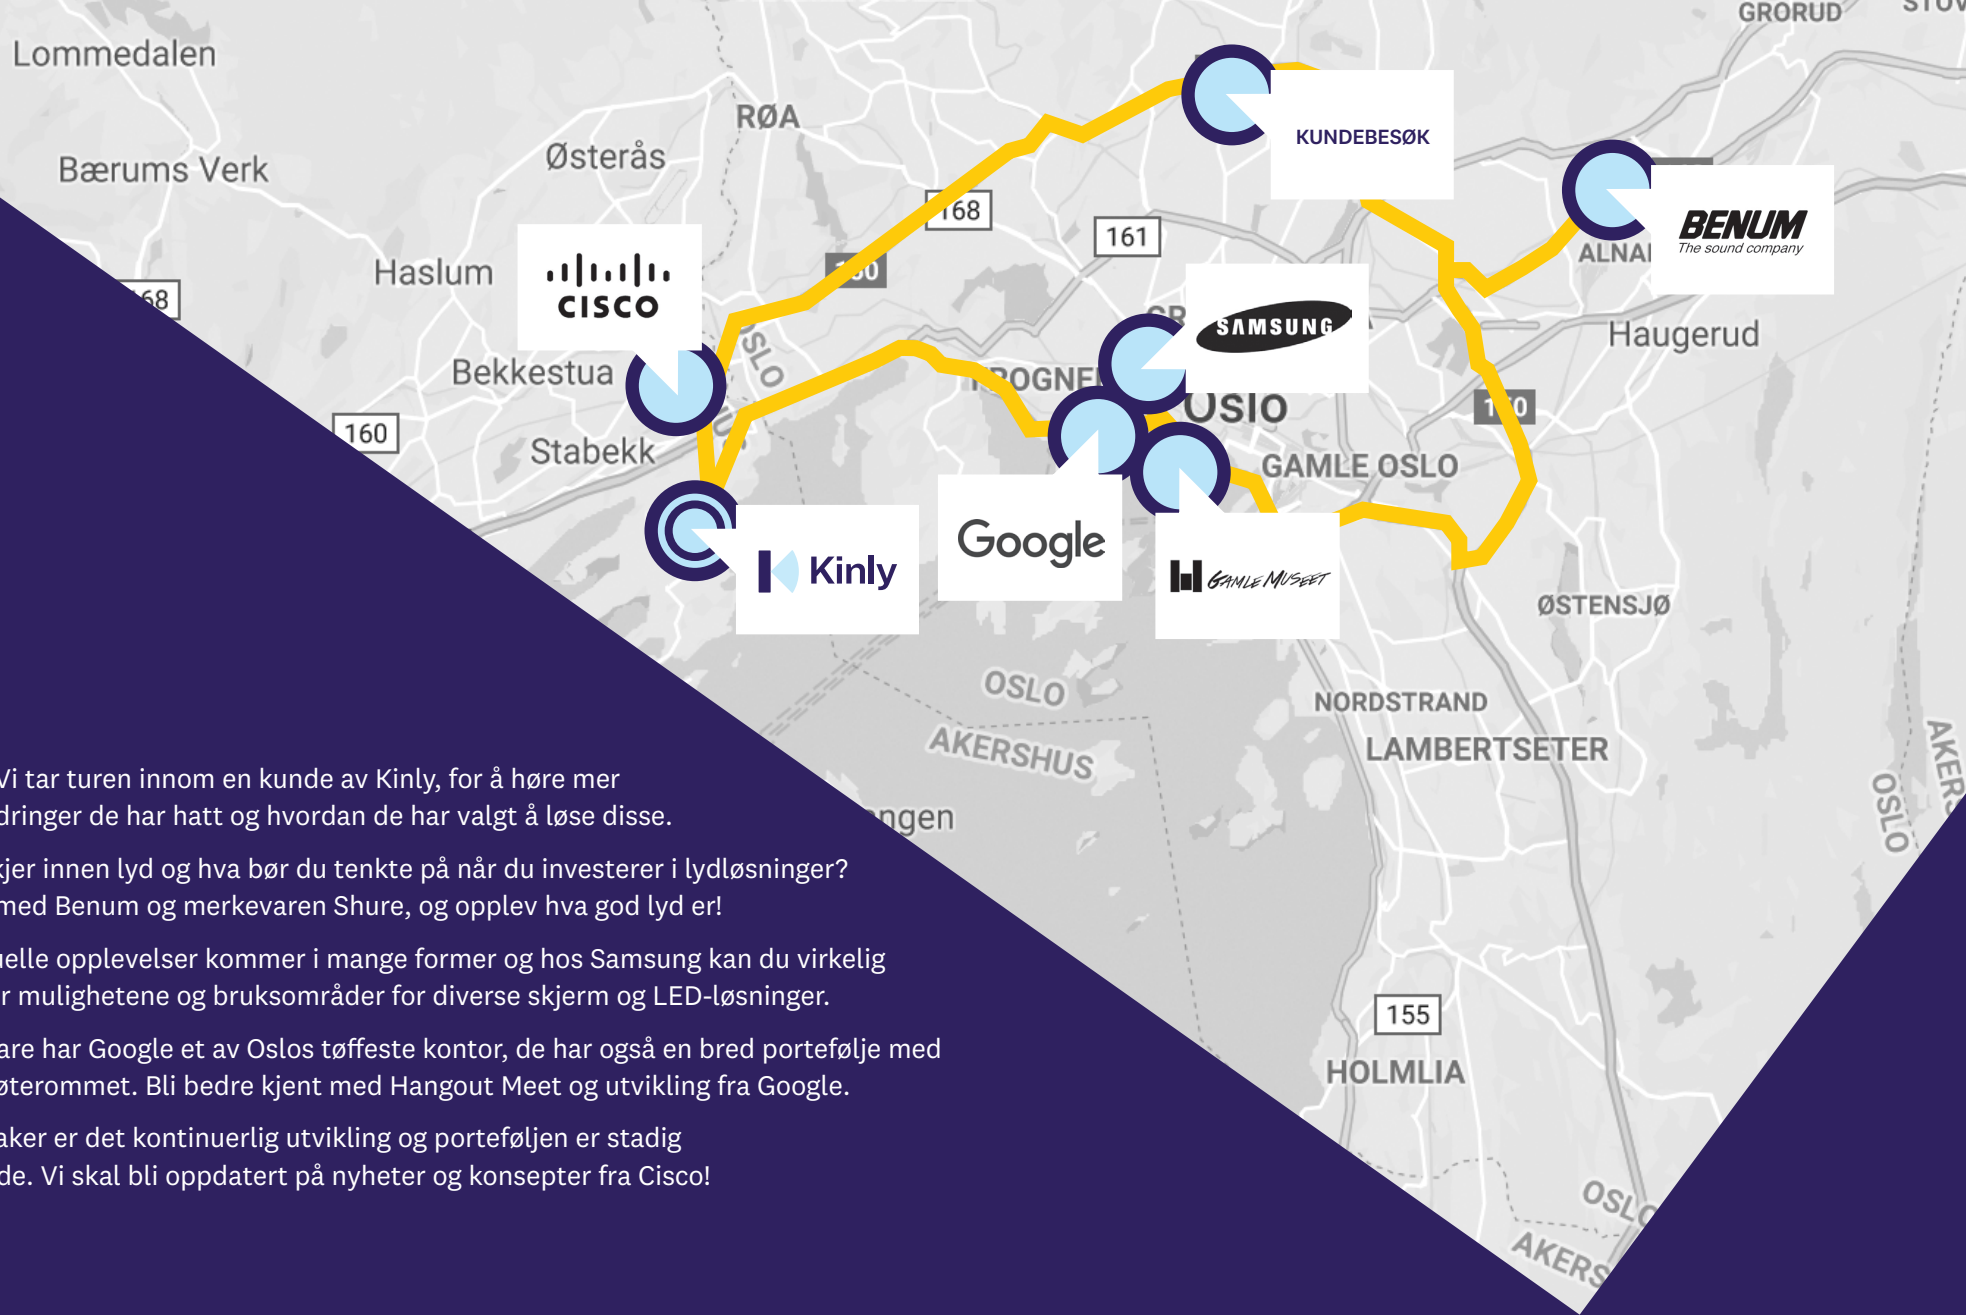 GRORUD
Lommedalen
RØA
KUNDEBESØK
Østerås
Bærums Verk
168
161
BENUM
The sound company
Haslum
CISCO
SAMSUNG
Haugerud
OSLO
Bekkestua
Oslo
160
Stabekk
GAMLE OSLO
Google
Kinly
GAMLE MUSEET
ØSTENSJØ
OSLO
NORDSTRAND
AKERSHUS
LAMBERTSETER
OSLO
Vi tar turen innom en kunde av Kinly, for å høre mer
dringer de har hatt og hvordan de har valgt å løse disse.
kjer innen lyd og hva bør du tenkte på når du investerer i lydløsninger?
med Benum og merkevaren Shure, og opplev hva god lyd er!
uelle opplevelser kommer i mange former og hos Samsung kan du virkelig
r mulighetene og bruksområder for diverse skjerm og LED-løsninger.
are har Google et av Oslos tøffeste kontor, de har også en bred portefølje med
øterommet. Bli bedre kjent med Hangout Meet og utvikling fra Google.
aker er det kontinuerlig utvikling og porteføljen er stadig
de. Vi skal bli oppdatert på nyheter og konsepter fra Cisco!
155
HOLMLIA
OSLO
AKERS